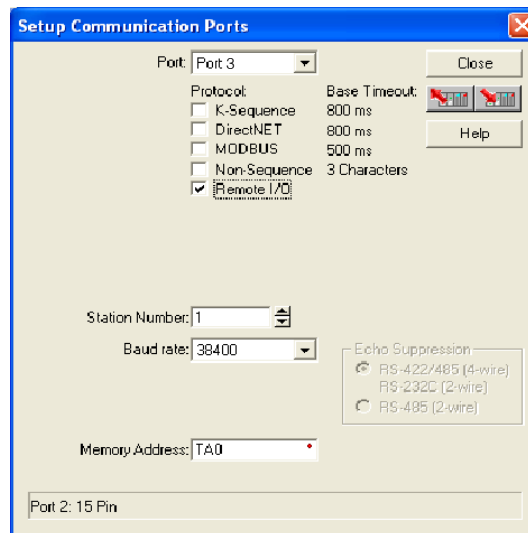 Setup Communication Ports
Port: Port 3
Close
Protocol: Base Timeout:
K-Sequence 800 ms
DirectNET 800 ms
MODBUS 500 ms
Help
Non-Sequence 3 Characters
Remote I/O
Station Number: 1
Baud rate: 38400
Echo Suppression
RS-422/485 (4-wire)
RS-232C (2-wire)
RS-485 (2-wire)
Memory Address: TA0
Port 2: 15 Pin